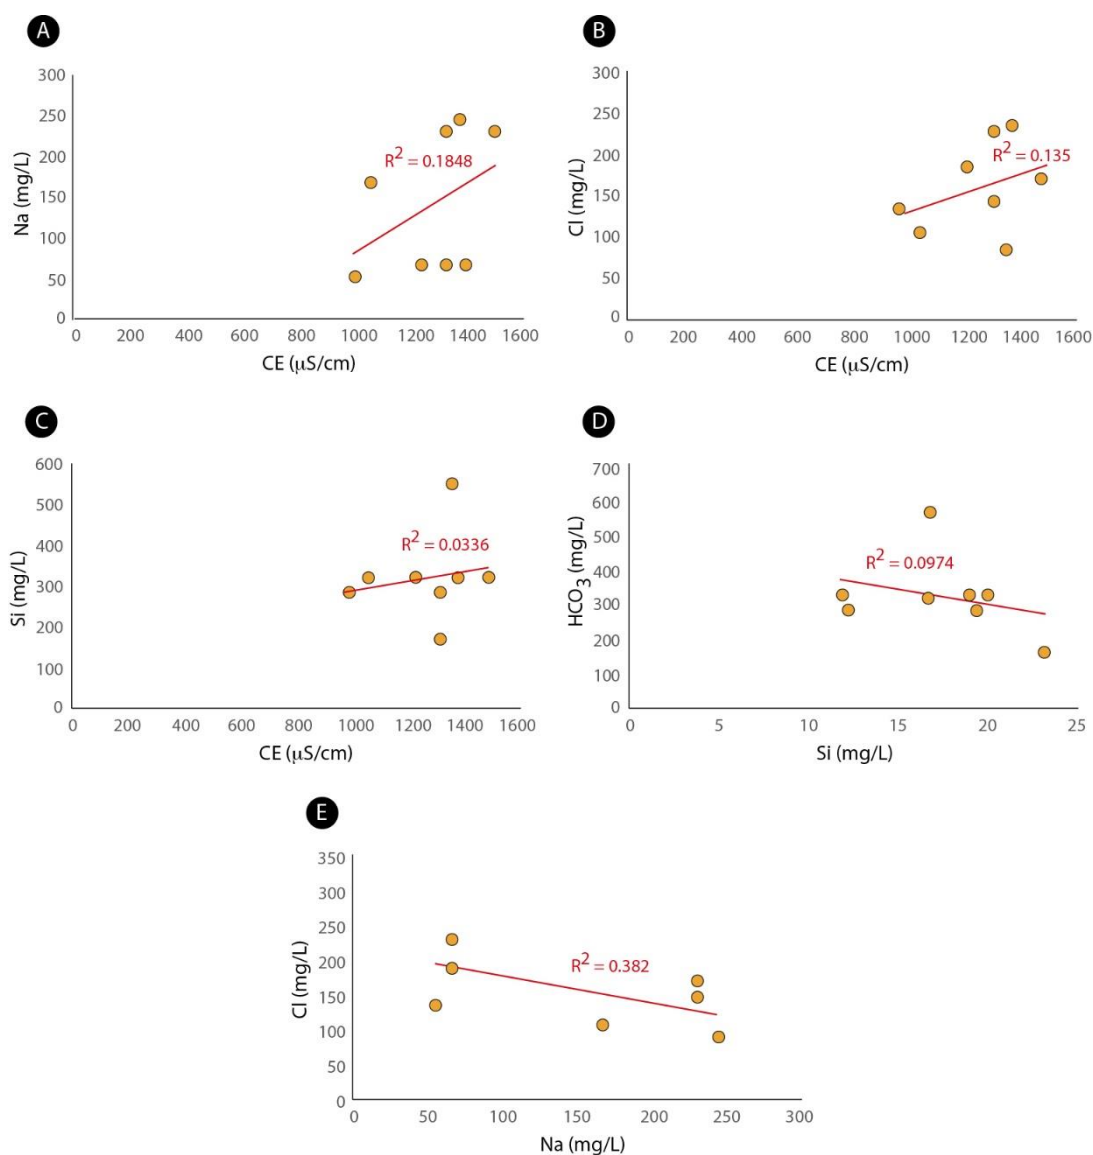 A
300
250
200
150
100
50
0
Na (mg/L)
R² = 0.1848
0 200 400 600 800 1000 1200 1400 1600
CE (μS/cm)
B
300
250
200
150
100
50
0
Cl (mg/L)
R² = 0.135
0 200 400 600 800 1000 1200 1400 1600
CE (μS/cm)
C
600
500
400
300
200
100
0
Si (mg/L)
R² = 0.0336
0 200 400 600 800 1000 1200 1400 1600
CE (μS/cm)
D
700
600
500
400
300
200
100
0
HCO₃ (mg/L)
R² = 0.0974
0 5 10 15 20 25
Si (mg/L)
E
350
300
250
200
150
100
50
0
Cl (mg/L)
R² = 0.382
0 50 100 150 200 250 300
Na (mg/L)